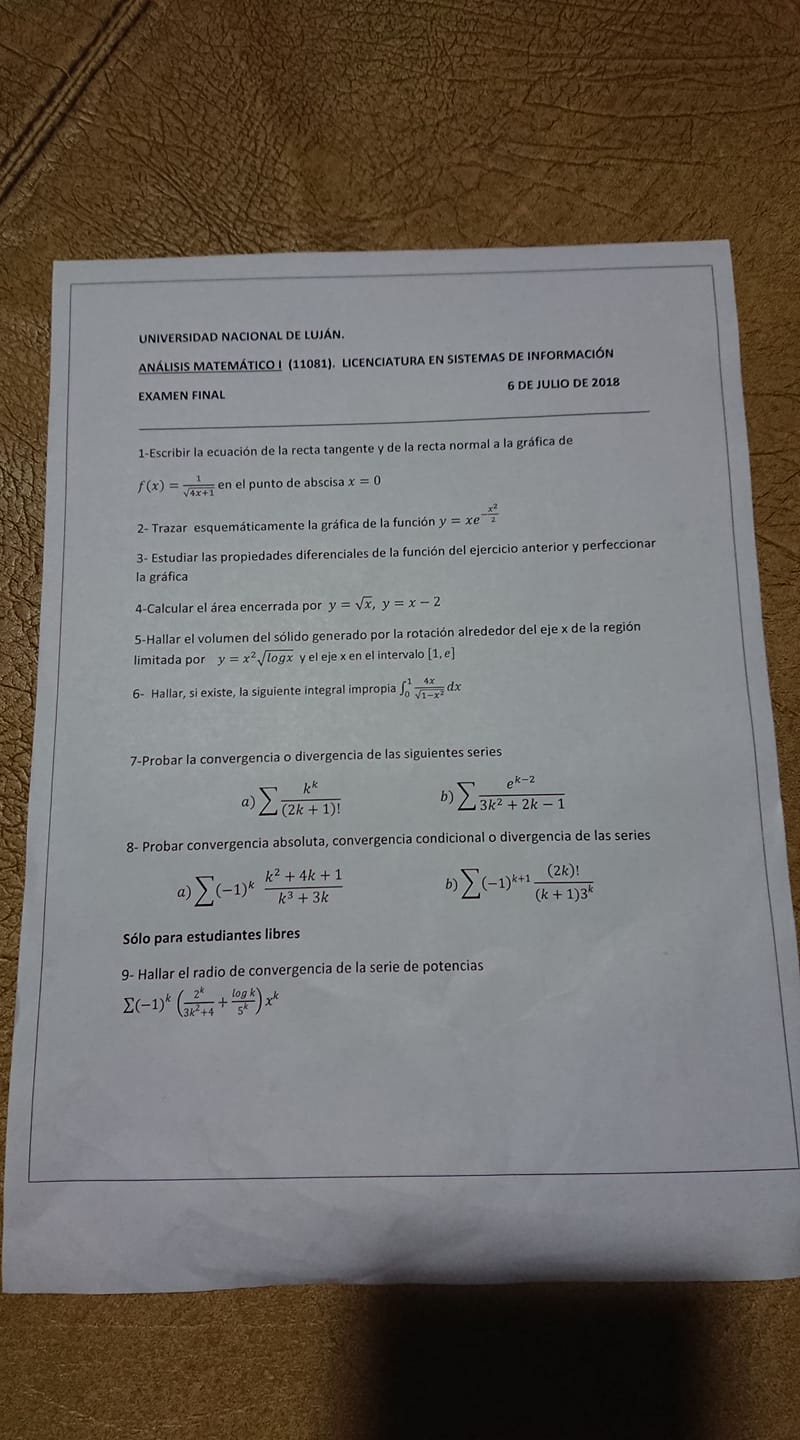 UNIVERSIDAD NACIONAL DE LUJÁN.
ANÁLISIS MATEMÁTICO I (11081). LICENCIATURA EN SISTEMAS DE INFORMACIÓN
EXAMEN FINAL 6 DE JULIO DE 2018
1-Escribir la ecuación de la recta tangente y de la recta normal a la gráfica de
f(x) = \frac{1}{\sqrt{4x+1}} en el punto de abscisa x = 0
2- Trazar esquemáticamente la gráfica de la función y = xe^{-\frac{x^2}{2}}
3- Estudiar las propiedades diferenciales de la función del ejercicio anterior y perfeccionar
la gráfica
4-Calcular el área encerrada por y = \sqrt{x}, y = x − 2
5-Hallar el volumen del sólido generado por la rotación alrededor del eje x de la región
limitada por y = x^2\sqrt{logx} y el eje x en el intervalo [1, e]
6- Hallar, si existe, la siguiente integral impropia \int_0^1 \frac{4x}{\sqrt{1-x^2}} dx
7-Probar la convergencia o divergencia de las siguientes series
a) \sum \frac{k^k}{(2k+1)!} b) \sum \frac{e^{k-2}}{3k^2+2k-1}
8- Probar convergencia absoluta, convergencia condicional o divergencia de las series
a) \sum (-1)^k \frac{k^2+4k+1}{k^3+3k} b) \sum (-1)^{k+1} \frac{(2k)!}{(k+1)3^k}
Sólo para estudiantes libres
9- Hallar el radio de convergencia de la serie de potencias
\sum (-1)^k \left(\frac{2^k}{3k^2+4} + \frac{log k}{5^k}\right) x^k